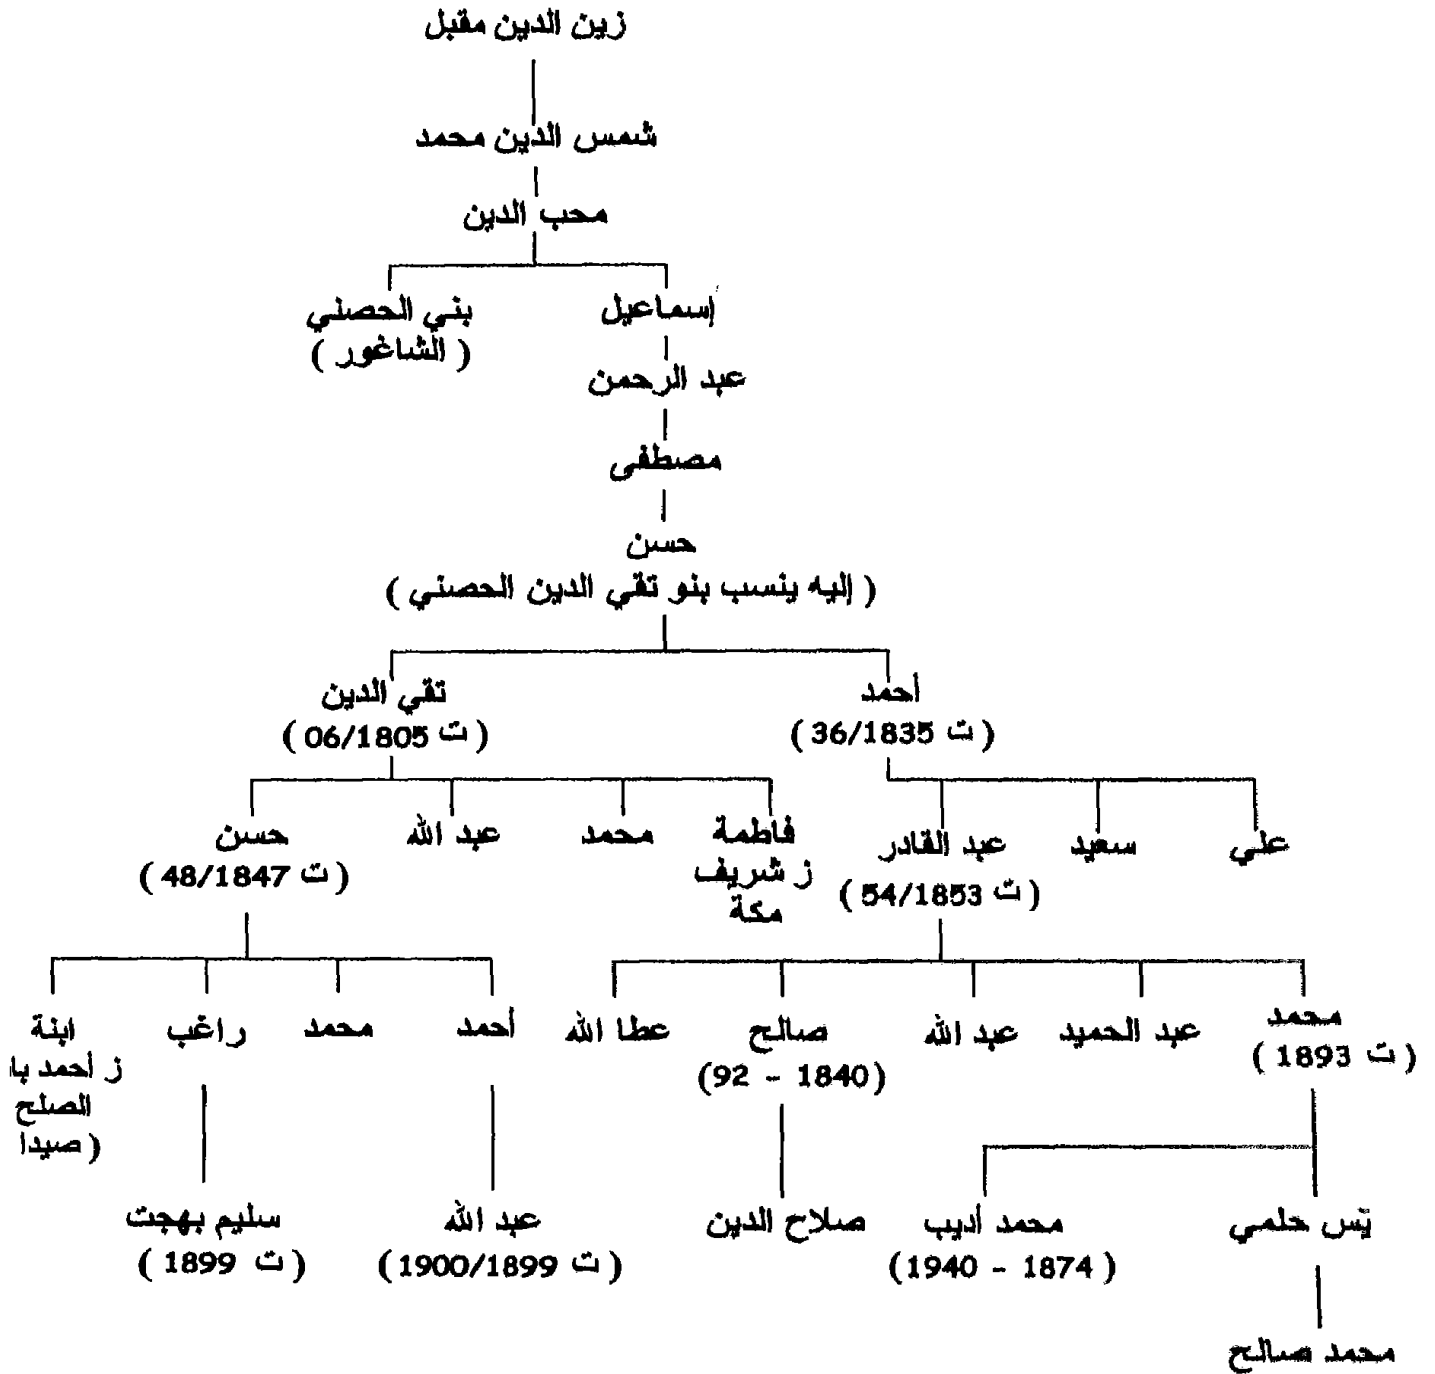 زين الدين مقبل
شمس الدين محمد
محب الدين
إسماعيل
بني الحصني
( الشاغور )
عبد الرحمن
مصطفى
حسن
( إليه ينسب بنو تقي الدين الحصني )
أحمد
( ت 36/1835 )
تقي الدين
( ت 06/1805 )
علي
سعيد
عبد القادر
( ت 54/1853 )
فاطمة
ز شريف
مكة
محمد
عبد الله
حسن
( ت 48/1847 )
محمد
( ت 1893 )
عبد الحميد
عبد الله
صالح
(1840 - 92)
عطا الله
أحمد
محمد
راغب
ابنة
ز أحمد با
الصلح
( صيدا
يس حلمي
محمد أديب
( 1874 - 1940)
صلاح الدين
عبد الله
( ت 1900/1899)
سليم بهجت
( ت 1899 )
محمد صالح